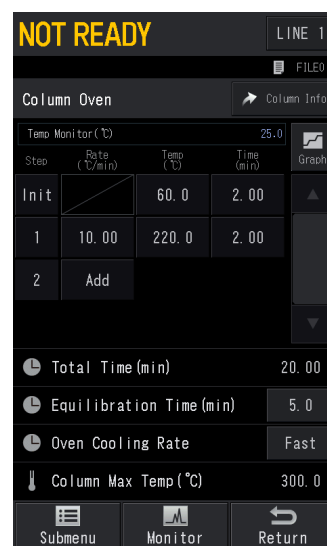 NOT READY LINE 1
FILE0
Column Oven Column Info
Temp Monitor(℃) 25.0
Step Rate (℃/min) Temp (℃) Time (min) Graph
Init 60.0 2.00
1 10.00 220.0 2.00
2 Add
Total Time(min) 20.00
Equilibration Time(min) 5.0
Oven Cooling Rate Fast
Column Max Temp(℃) 300.0
Submenu Monitor Return